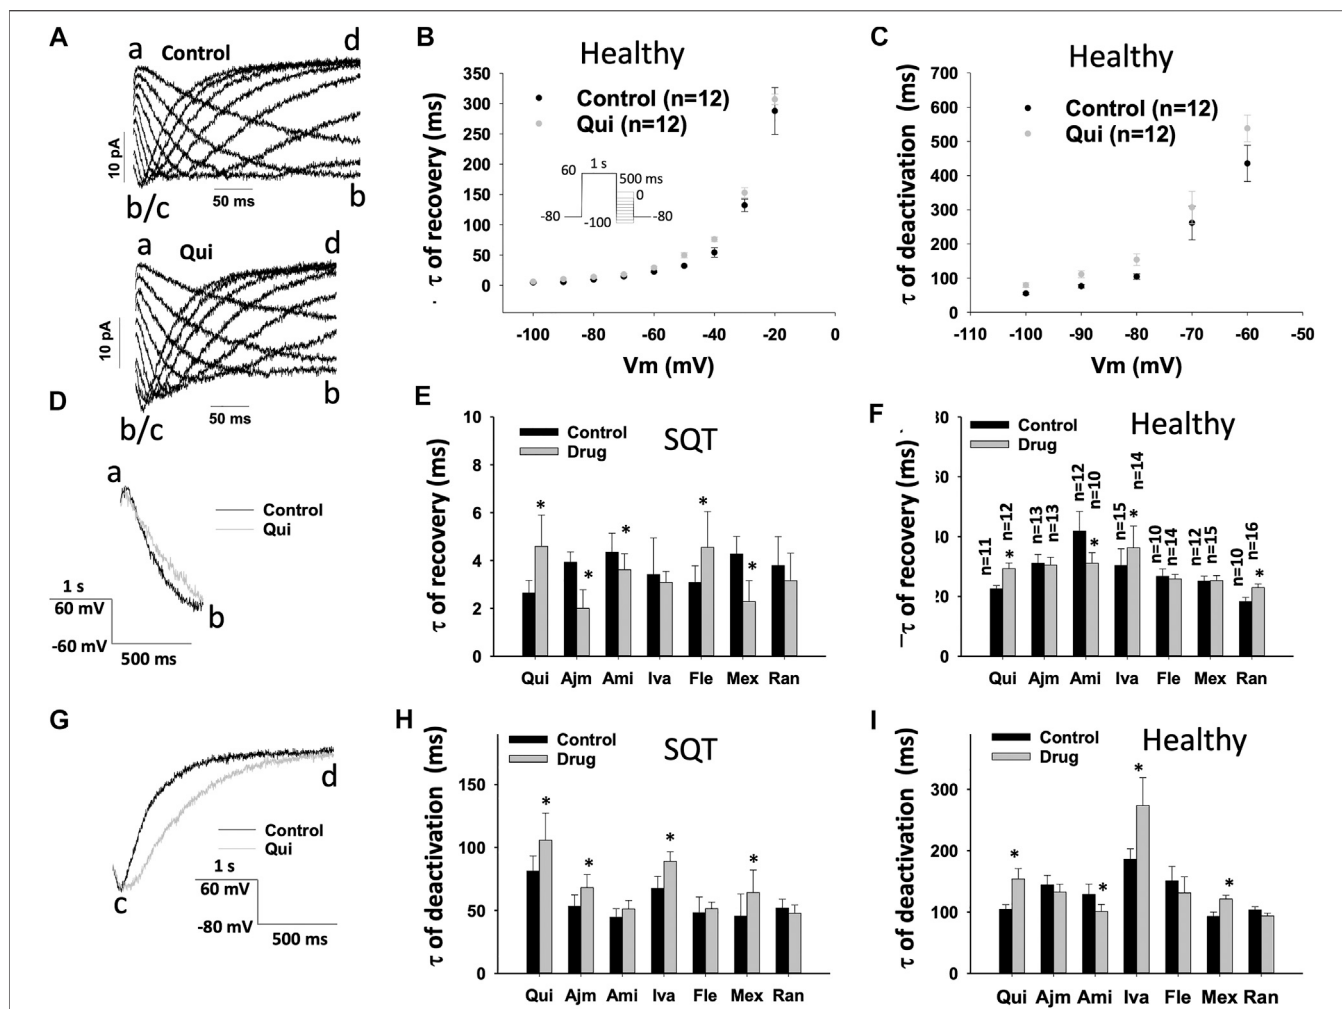 A
a
Control
d
10 pA
50 ms
b/c
b
a
Qui
d
10 pA
50 ms
b/c
b
B
Healthy
τ of recovery (ms)
350
300
250
200
150
100
50
0
Control (n=12)
Qui (n=12)
1 s
60
500 ms
0
-80
-100
-80
-100
-80
-60
-40
-20
0
Vm (mV)
C
Healthy
τ of deactivation (ms)
700
600
500
400
300
200
100
0
Control (n=12)
Qui (n=12)
-110
-100
-90
-80
-70
-60
-50
Vm (mV)
D
a
Control
Qui
b
1 s
60 mV
-60 mV
500 ms
E
SQT
τ of recovery (ms)
10
8
6
4
2
0
Control
Drug
*
*
*
*
*
Qui Ajm Ami Iva Fle Mex Ran
F
Healthy
τ of recovery (ms)
80
60
40
20
0
Control
Drug
n=11
n=12
n=13
n=13
n=12
n=10
n=15
n=14
n=10
n=14
n=12
n=15
n=10
n=16
*
*
*
*
Qui Ajm Ami Iva Fle Mex Ran
G
d
c
Control
Qui
1 s
60 mV
-80 mV
500 ms
H
SQT
τ of deactivation (ms)
150
100
50
0
Control
Drug
*
*
*
*
Qui Ajm Ami Iva Fle Mex Ran
I
Healthy
τ of deactivation (ms)
300
200
100
0
Control
Drug
*
*
*
*
Qui Ajm Ami Iva Fle Mex Ran